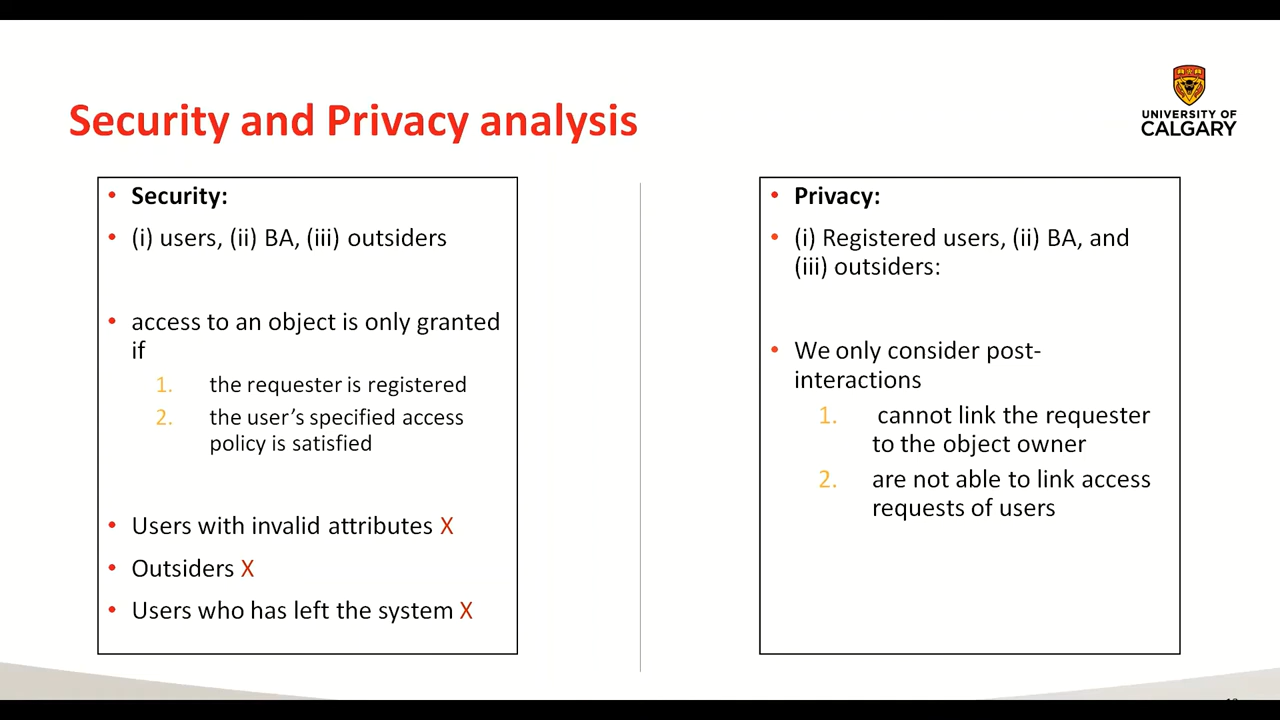 Security and Privacy analysis
UNIVERSITY OF
CALGARY
• Security:
• (i) users, (ii) BA, (iii) outsiders
• access to an object is only granted
if
1. the requester is registered
2. the user's specified access
policy is satisfied
• Users with invalid attributes X
• Outsiders X
• Users who has left the system X
• Privacy:
• (i) Registered users, (ii) BA, and
(iii) outsiders:
• We only consider post-
interactions
1. cannot link the requester
to the object owner
2. are not able to link access
requests of users